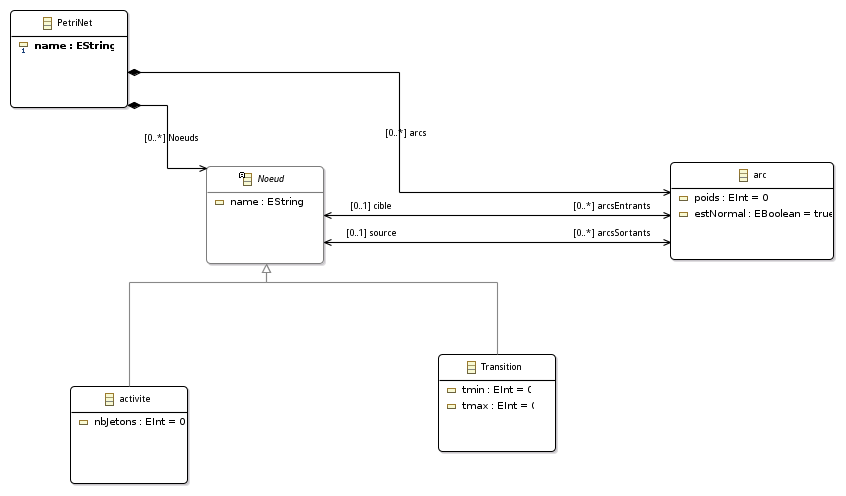 PetriNet
name : EString
[0..*] arcs
[0..*] Noeuds
Noeud
name : EString
arc
poids : EInt = 0
estNormal : EBoolean = true
[0..1] cible
[0..*] arcsEntrants
[0..1] source
[0..*] arcsSortants
Transition
tmin : EInt = 0
tmax : EInt = 0
activite
nbJetons : EInt = 0